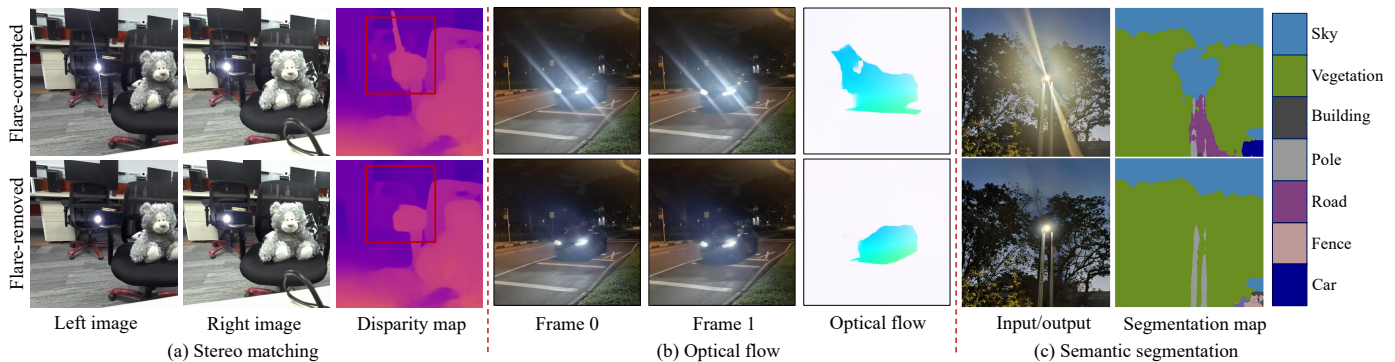 Flare-corrupted
Flare-removed
Left image
Right image
Disparity map
(a) Stereo matching
Frame 0
Frame 1
Optical flow
(b) Optical flow
Input/output
Segmentation map
(c) Semantic segmentation
Sky
Vegetation
Building
Pole
Road
Fence
Car